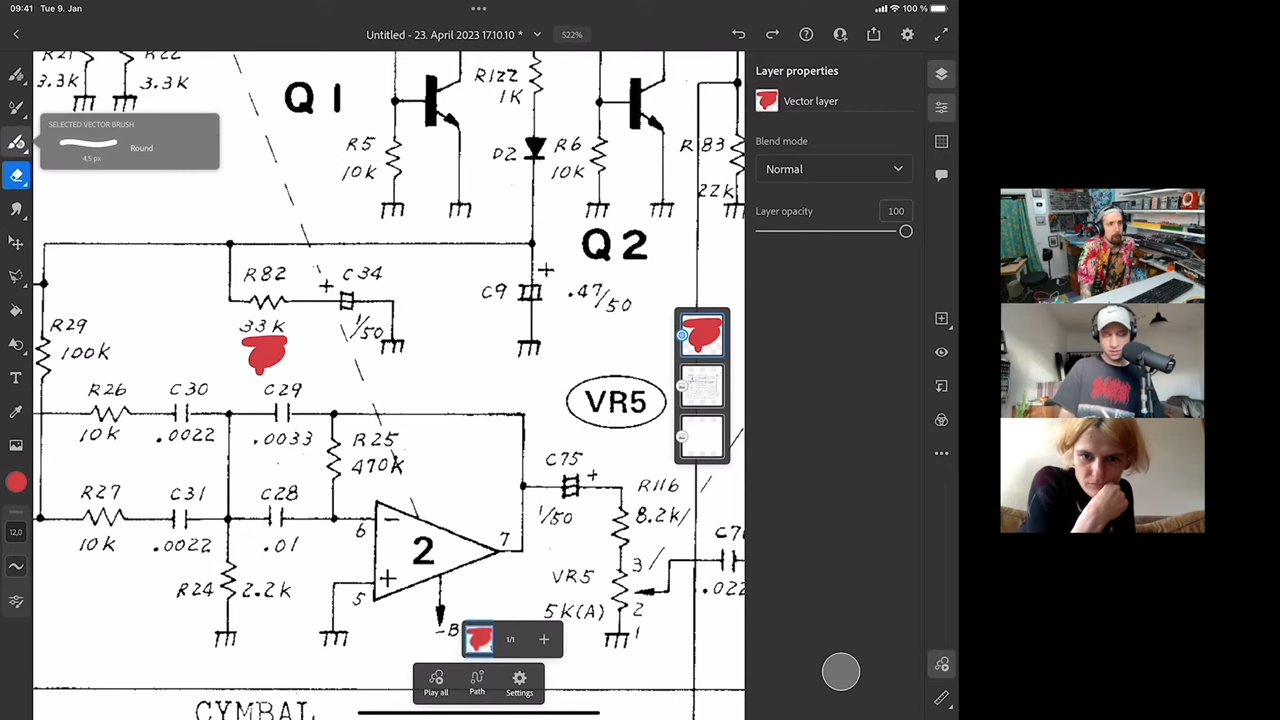 09:41 Tue 9. Jan
100 %
Untitled - 23. April 2023 17.10.10 *
522%
R21
3.3K
R22
3.3K
Q1
R122
1K
R5
10K
D2
R6
10K
R 83
22K
SELECTED VECTOR BRUSH
Round
4,5 px
Q2
R82
33K
+
C34
1/50
C9
+
.47/50
R29
100K
R26
10K
C30
.0022
C29
.0033
R25
470K
VR5
R27
10K
C31
.0022
C28
.01
C75
+
1/50
R116
8.2K
R24
2.2K
6
-
2
7
+
5
-B
VR5
5K(A)
3
2
1
.022
CYMBAL
12,0
T
1/1
+
Play all
Path
Settings
Layer properties
Vector layer
Blend mode
Normal
Layer opacity
100